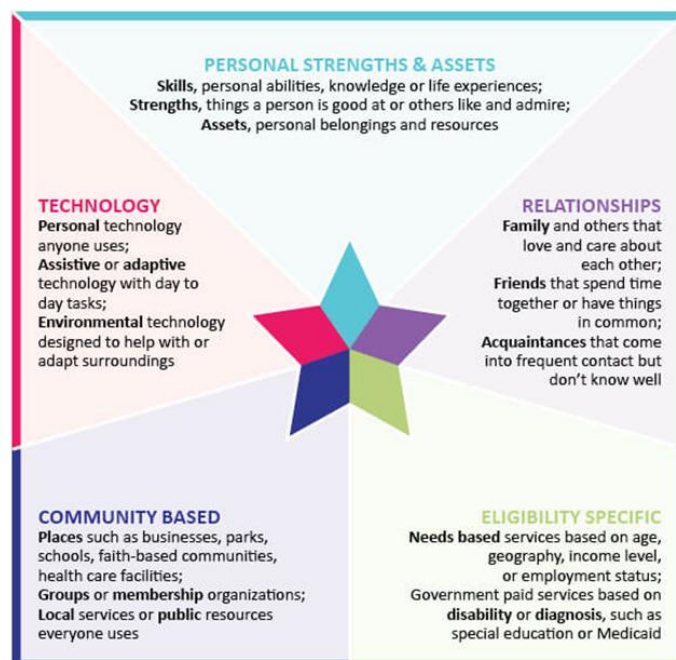 PERSONAL STRENGTHS & ASSETS
Skills, personal abilities, knowledge or life experiences;
Strengths, things a person is good at or others like and admire;
Assets, personal belongings and resources
TECHNOLOGY
Personal technology
anyone uses;
Assistive or adaptive
technology with day to
day tasks;
Environmental technology
designed to help with or
adapt surroundings
RELATIONSHIPS
Family and others that
love and care about
each other;
Friends that spend time
together or have things
in common;
Acquaintances that come
into frequent contact but
don't know well
COMMUNITY BASED
Places such as businesses, parks,
schools, faith-based communities,
health care facilities;
Groups or membership organizations;
Local services or public resources
everyone uses
ELIGIBILITY SPECIFIC
Needs based services based on age,
geography, income level,
or employment status;
Government paid services based on
disability or diagnosis, such as
special education or Medicaid